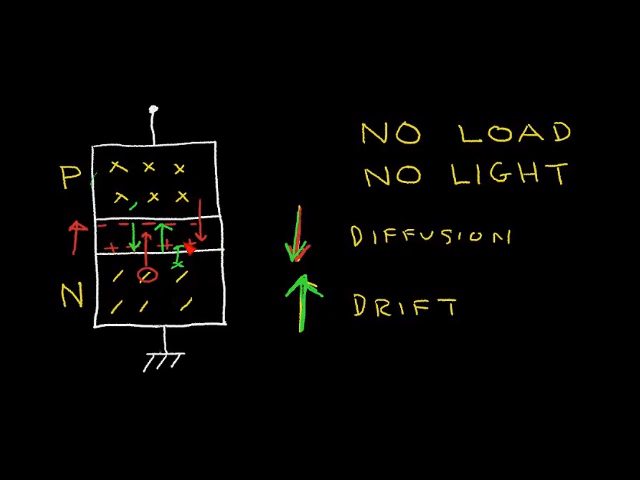 NO LOAD
NO LIGHT
P
DIFFUSION
N
DRIFT